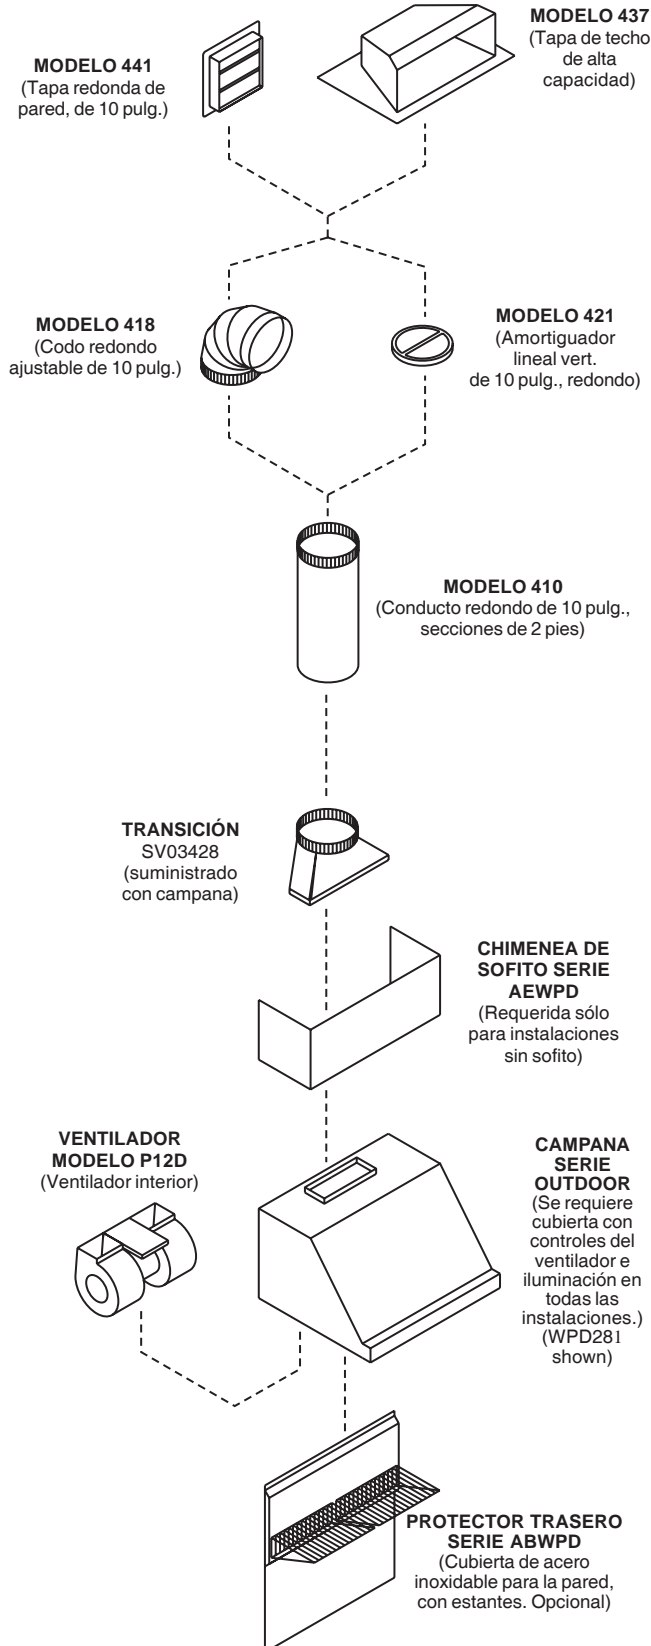 MODELO 441
(Tapa redonda de
pared, de 10 pulg.)
MODELO 437
(Tapa de techo
de alta
capacidad)
MODELO 418
(Codo redondo
ajustable de 10 pulg.)
MODELO 421
(Amortiguador
lineal vert.
de 10 pulg., redondo)
MODELO 410
(Conducto redondo de 10 pulg.,
secciones de 2 pies)
TRANSICIÓN
SV03428
(suministrado
con campana)
CHIMENEA DE
SOFITO SERIE
AEWPD
(Requerida sólo
para instalaciones
sin sofito)
VENTILADOR
MODELO P12D
(Ventilador interior)
CAMPANA
SERIE
OUTDOOR
(Se requiere
cubierta con
controles del
ventilador e
iluminación en
todas las
instalaciones.)
(WPD281
shown)
PROTECTOR TRASERO
SERIE ABWPD
(Cubierta de acero
inoxidable para la pared,
con estantes. Opcional)